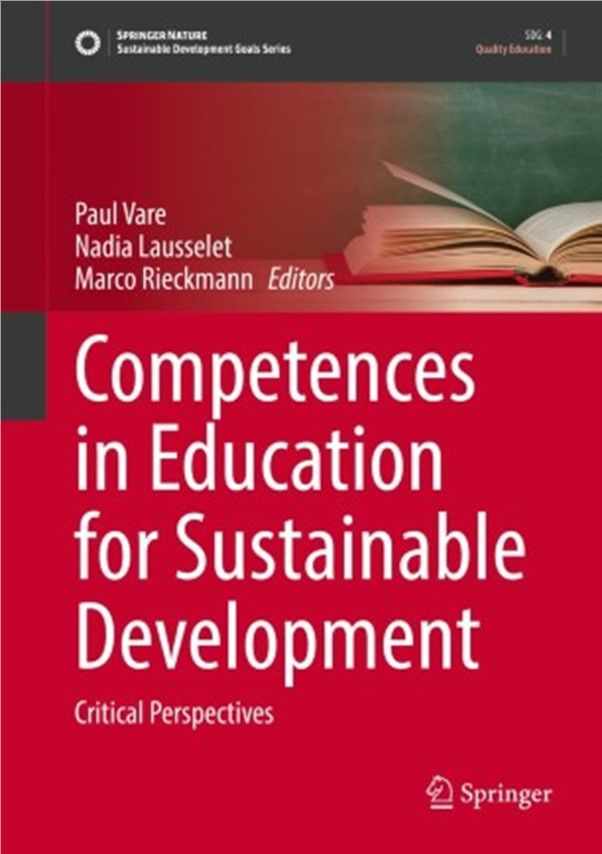 SPRINGER NATURE
Sustainable Development Goals Series
SDG: 4
Quality Education
Paul Vare
Nadia Lausselet
Marco Rieckmann Editors
Competences
in Education
for Sustainable
Development
Critical Perspectives
Springer